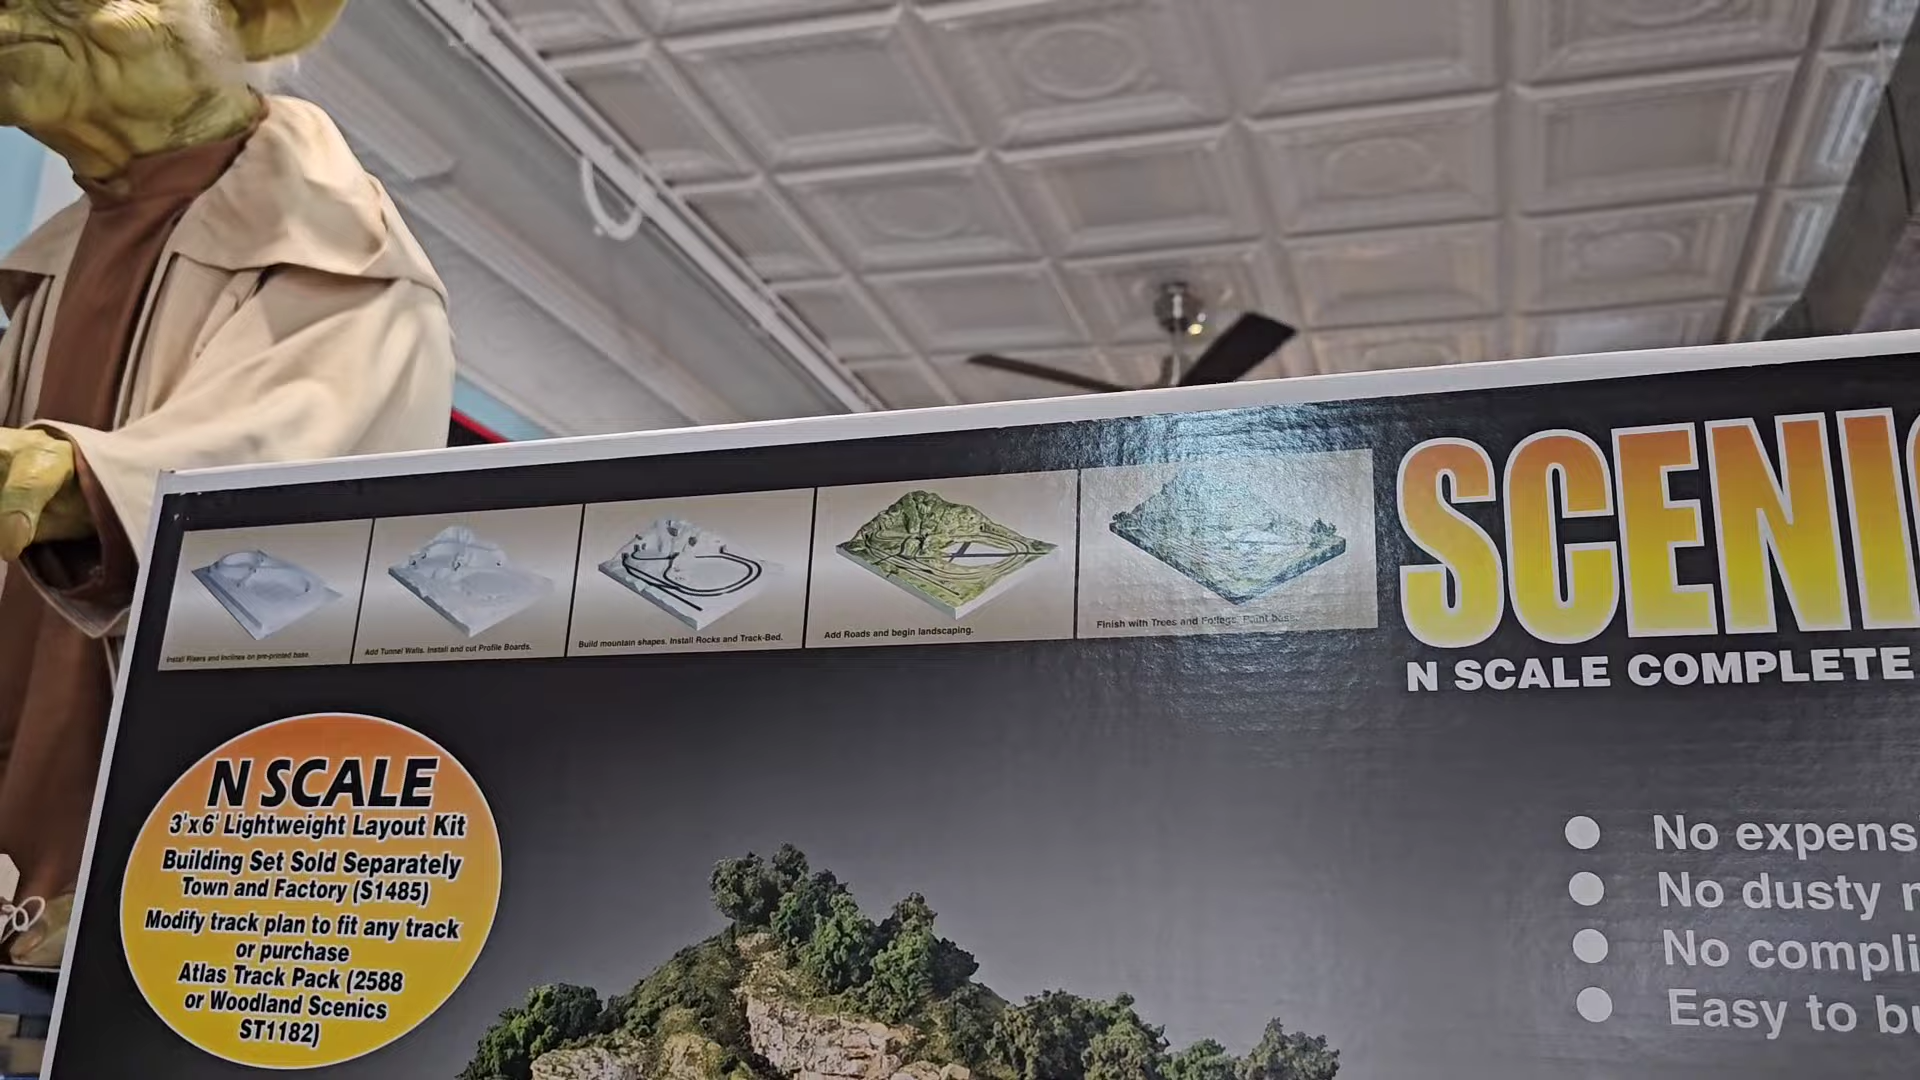 Install Risers and Inclines on pre-printed base.
Add Tunnel Walls. Install and cut Profile Boards.
Build mountain shapes. Install Rocks and Track-Bed.
Add Roads and begin landscaping.
Finish with Trees and Foliage. Paint
SCENI
N SCALE COMPLETE
N SCALE
3'x6' Lightweight Layout Kit
Building Set Sold Separately
Town and Factory (S1485)
Modify track plan to fit any track
or purchase
Atlas Track Pack (2588
or Woodland Scenics
ST1182)
No expens
No dusty
No compli
Easy to bu